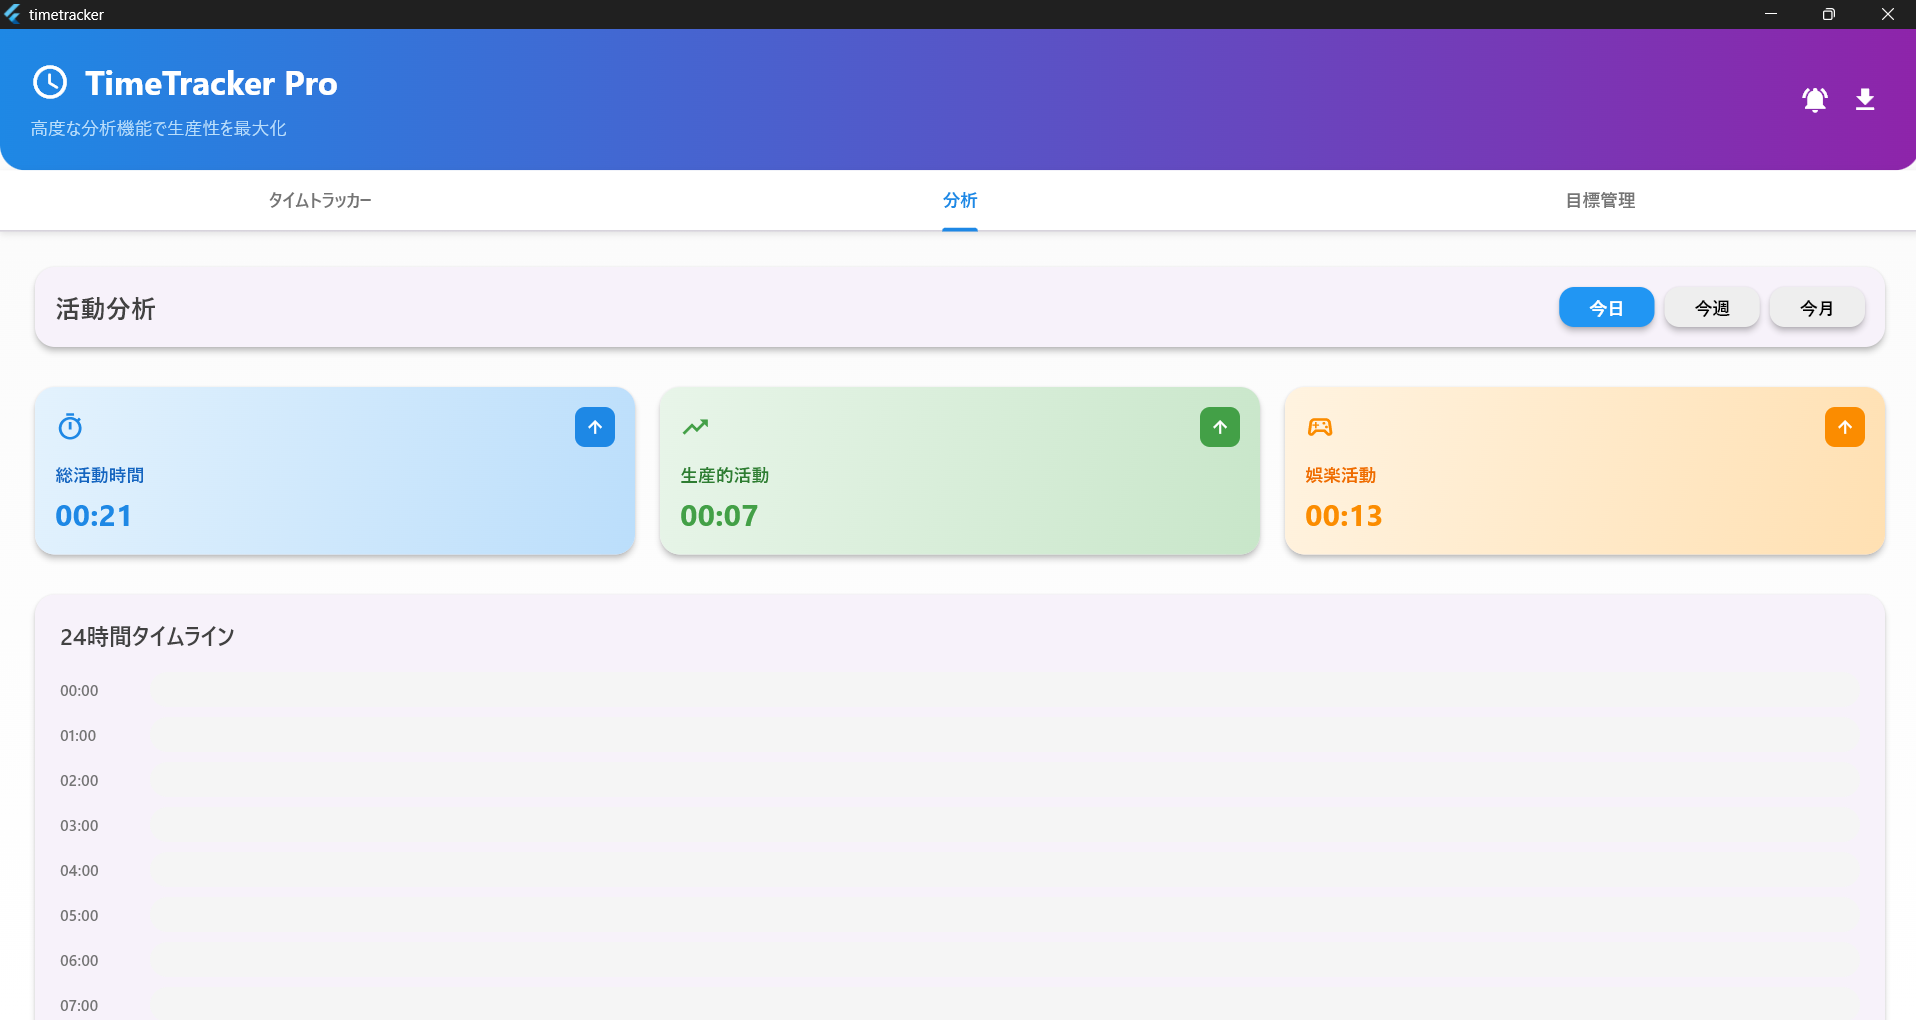 timetracker
TimeTracker Pro
高度な分析機能で生産性を最大化
タイムトラッカー
分析
目標管理
活動分析
今日
今週
今月
総活動時間
00:21
生産的活動
00:07
娯楽活動
00:13
24時間タイムライン
00:00
01:00
02:00
03:00
04:00
05:00
06:00
07:00